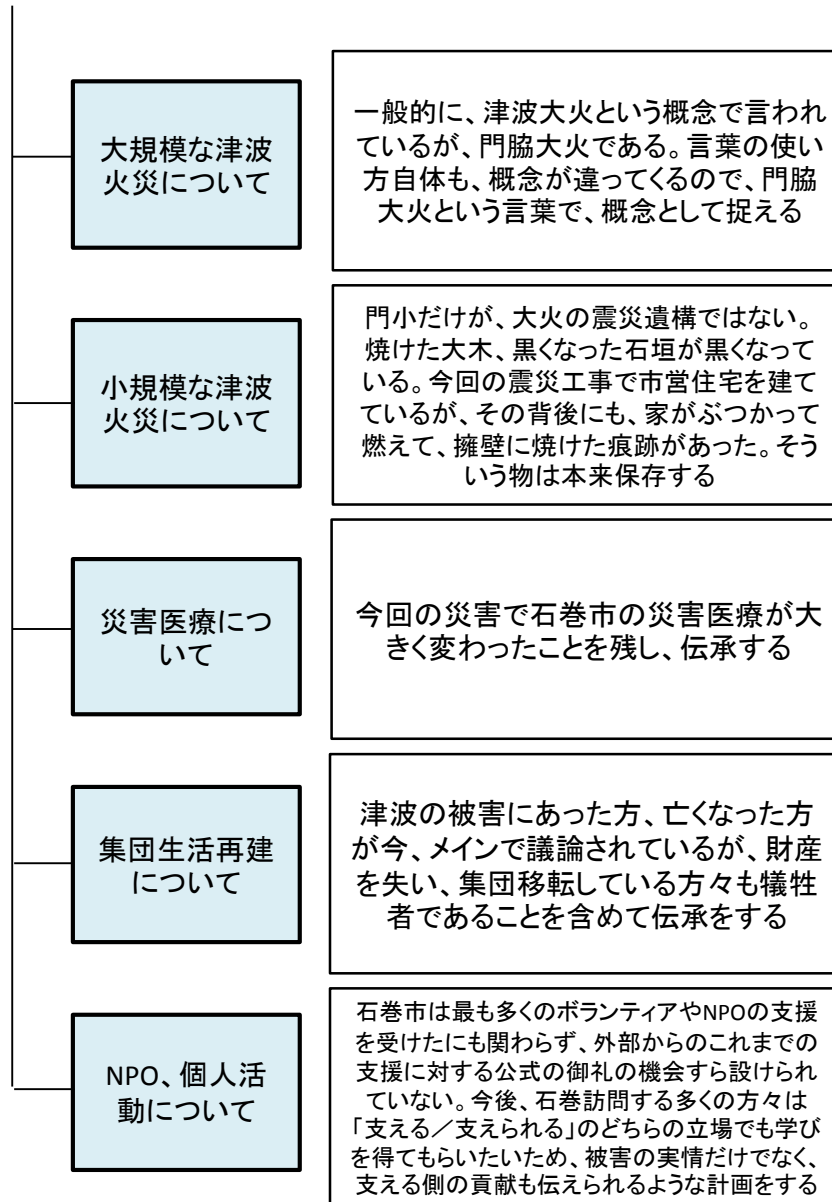 大規模な津波
火災について
一般的に、津波大火という概念で言われ
ているが、門脇大火である。言葉の使い
方自体も、概念が違ってくるので、門脇
大火という言葉で、概念として捉える
小規模な津波
火災について
門小だけが、大火の震災遺構ではない。
焼けた大木、黒くなった石垣が黒くなって
いる。今回の震災工事で市営住宅を建て
ているが、その背後にも、家がぶつかって
燃えて、擁壁に焼けた痕跡があった。そう
いう物は本来保存する
災害医療につ
いて
今回の災害で石巻市の災害医療が大
きく変わったことを残し、伝承する
集団生活再建
について
津波の被害にあった方、亡くなった方
が今、メインで議論されているが、財産
を失い、集団移転している方々も犠牲
者であることを含めて伝承をする
NPO、個人活
動について
石巻市は最も多くのボランティアやNPOの支援
を受けたにも関わらず、外部からのこれまでの
支援に対する公式の御礼の機会すら設けられ
ていない。今後、石巻訪問する多くの方々は
「支える／支えられる」のどちらの立場でも学び
を得てもらいたいため、被害の実情だけでなく、
支える側の貢献も伝えられるような計画をする